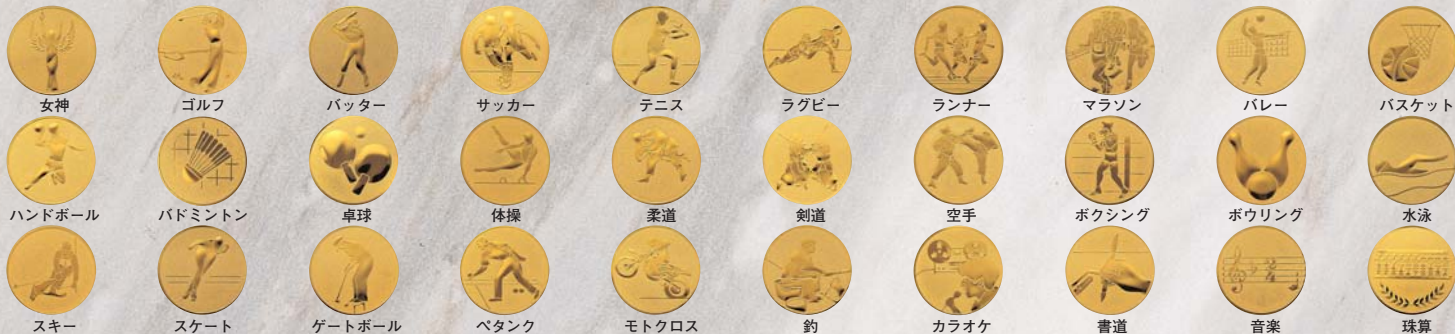 女神 ゴルフ バッター サッカー テニス ラグビー ランナー マラソン バレー バスケット
ハンドボール バドミントン 卓球 体操 柔道 剣道 空手 ボクシング ボウリング 水泳
スキー スケート ゲートボール ペタンク モトクロス 釣 カラオケ 書道 音楽 珠算